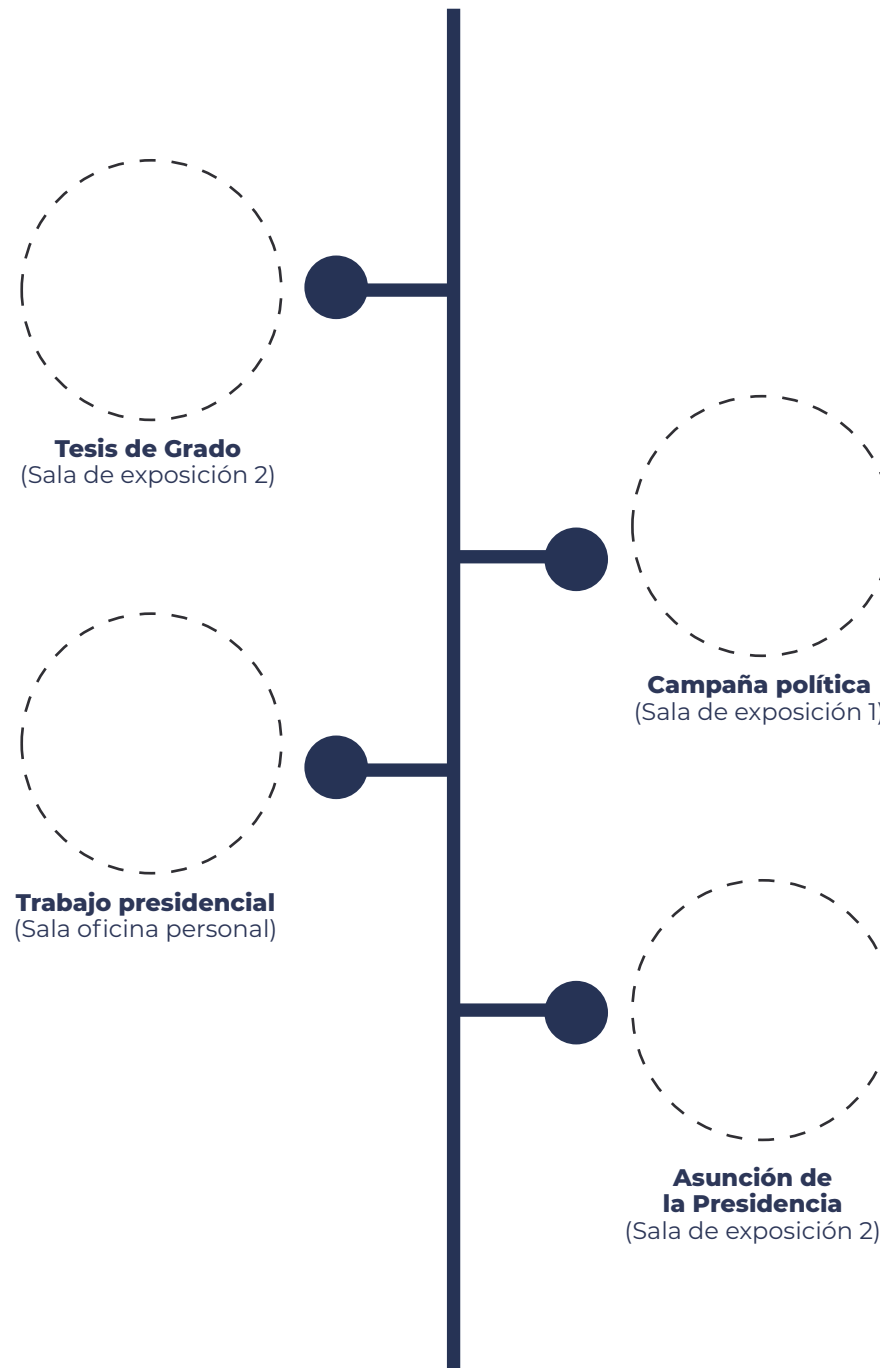 Tesis de Grado
(Sala de exposición 2)
Campaña política
(Sala de exposición 1)
Trabajo presidencial
(Sala oficina personal)
Asunción de
la Presidencia
(Sala de exposición 2)